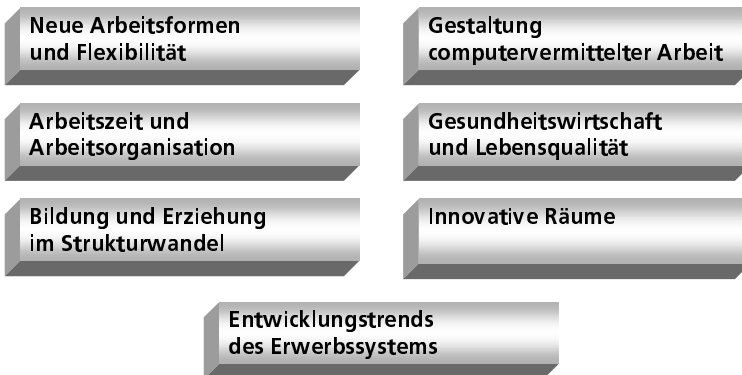 Neue Arbeitsformen
und Flexibilität
Gestaltung
computervermittelter Arbeit
Arbeitszeit und
Arbeitsorganisation
Gesundheitswirtschaft
und Lebensqualität
Bildung und Erziehung
im Strukturwandel
Innovative Räume
Entwicklungstrends
des Erwerbssystems